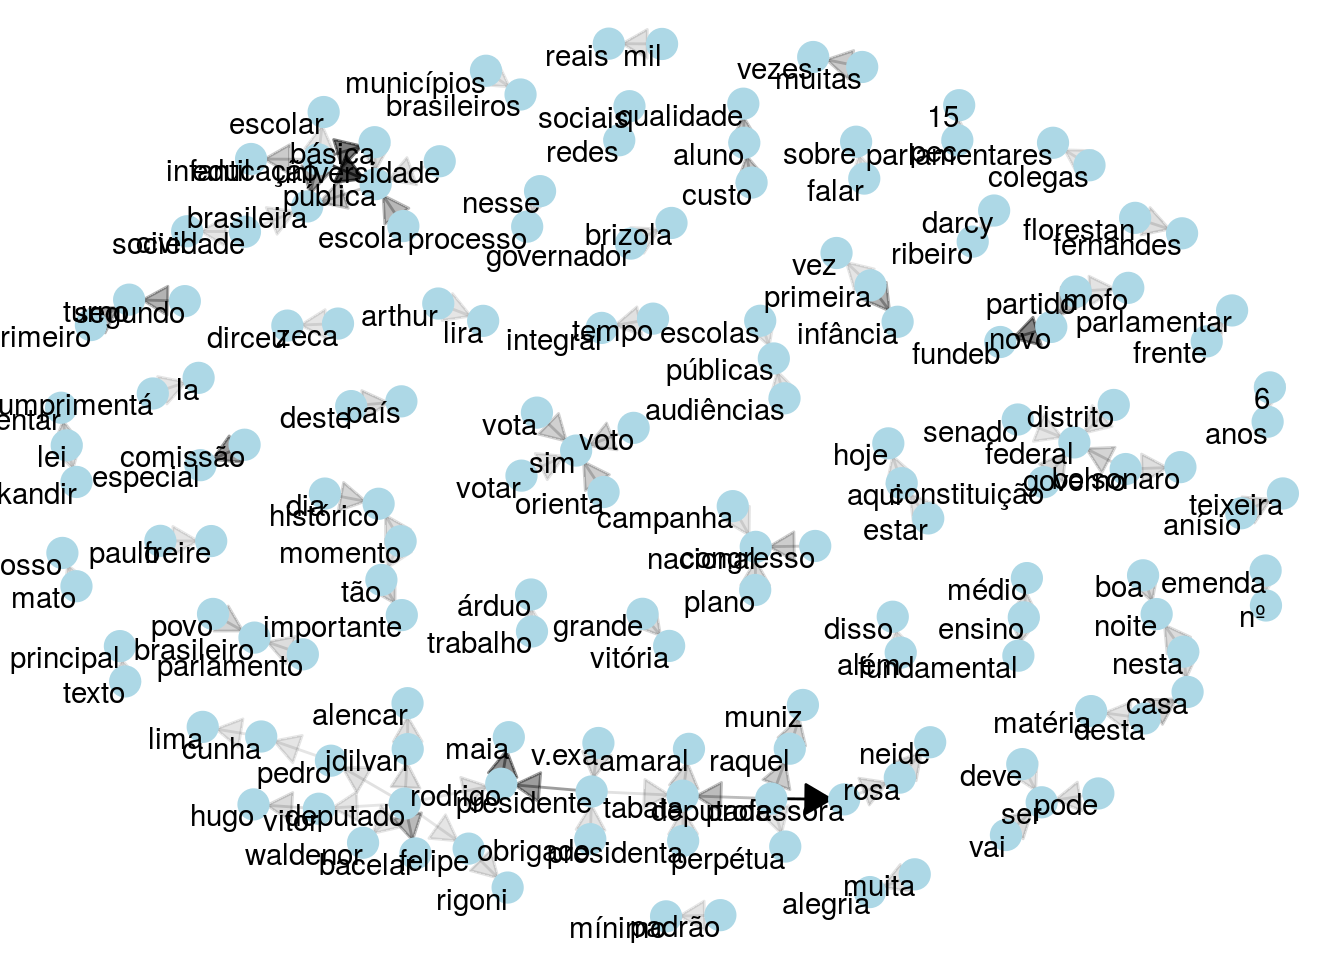 reais mil
vezes
muitas
municípios
brasileiros
sociais
qualidade
redes
15
pec
escolar
básica
infantil
educação
universidade
pública
aluno
custo
sobre
falar
parlamentares
colegas
brasileira
sociedade
civil
escola
nesse
processo
brizola
governador
darcy
ribeiro
florestan
fernandes
vez
primeira
infância
turno
segundo
rimeiro
dirceu
zeca
arthur
lira
integral
tempo
escolas
públicas
audiências
partido
mofo
novo
fundeb
parlamentar
frente
umprimentá
la
entar
lei
kandir
comissão
especial
deste
país
vota
voto
sim
votar
orienta
senado
distrito
federal
governo
bolsonaro
constituição
hoje
aqui
estar
6
anos
teixeira
anísio
dia
histórico
momento
tão
importante
campanha
nacional
congresso
plano
paulo
freire
osso
mato
povo
brasileiro
parlamento
principal
texto
árduo
trabalho
grande
vitória
disso
além
médio
ensino
fundamental
boa
noite
nesta
emenda
nº
casa
matéria
desta
alencar
idilvan
lima
cunha
pedro
hugo
vitor
deputado
waldenor
bacelar
felipe
rigoni
maia
rodrigo
presidente
v.exa
obrigado
presidenta
amaral
tabata
deputada
professora
perpétua
muniz
raquel
rosa
neide
deve
ser
pode
vai
muita
alegria
mínimo
padrão